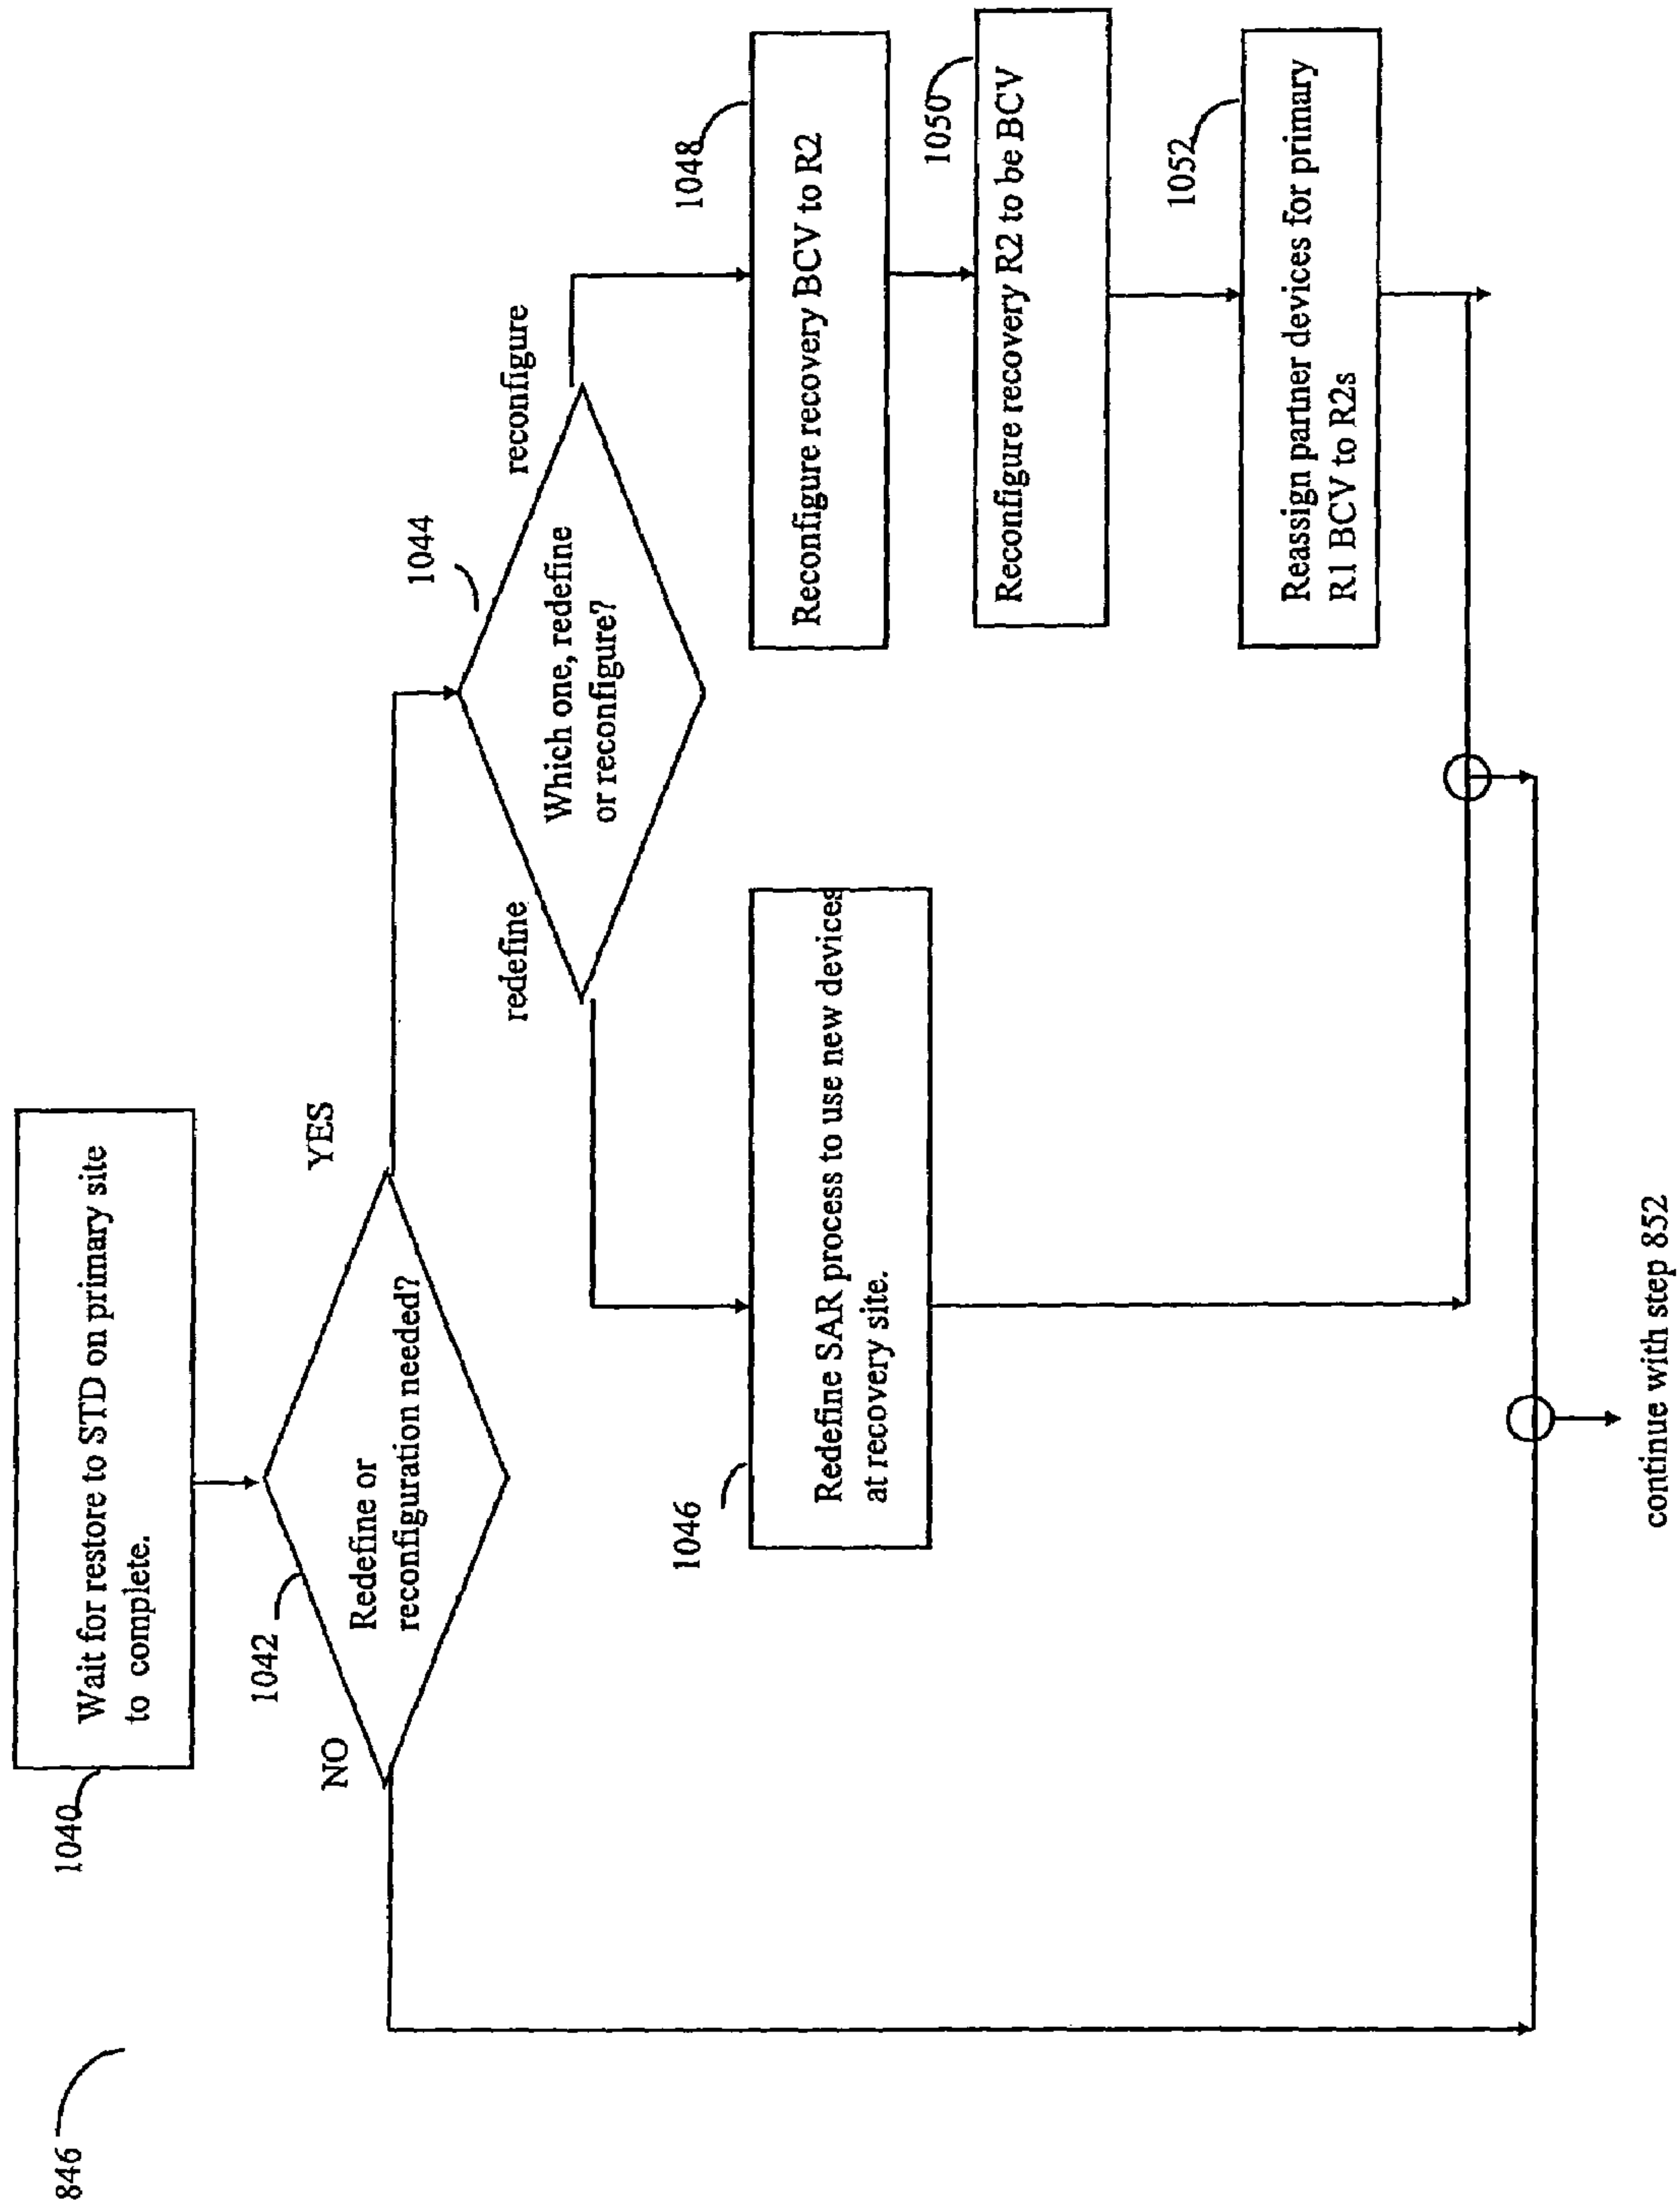 846
1040
Wait for restore to STD on primary site
to complete.
1042
Redefine or
reconfiguration needed?
NO
YES
1044
Which one, redefine
or reconfigure?
redefine
reconfigure
1046
Redefine SAR process to use new devices
at recovery site.
1048
Reconfigure recovery BCV to R2
1050
Reconfigure recovery R2 to be BCV
1052
Reassign partner devices for primary
R1 BCV to R2s
continue with step 852